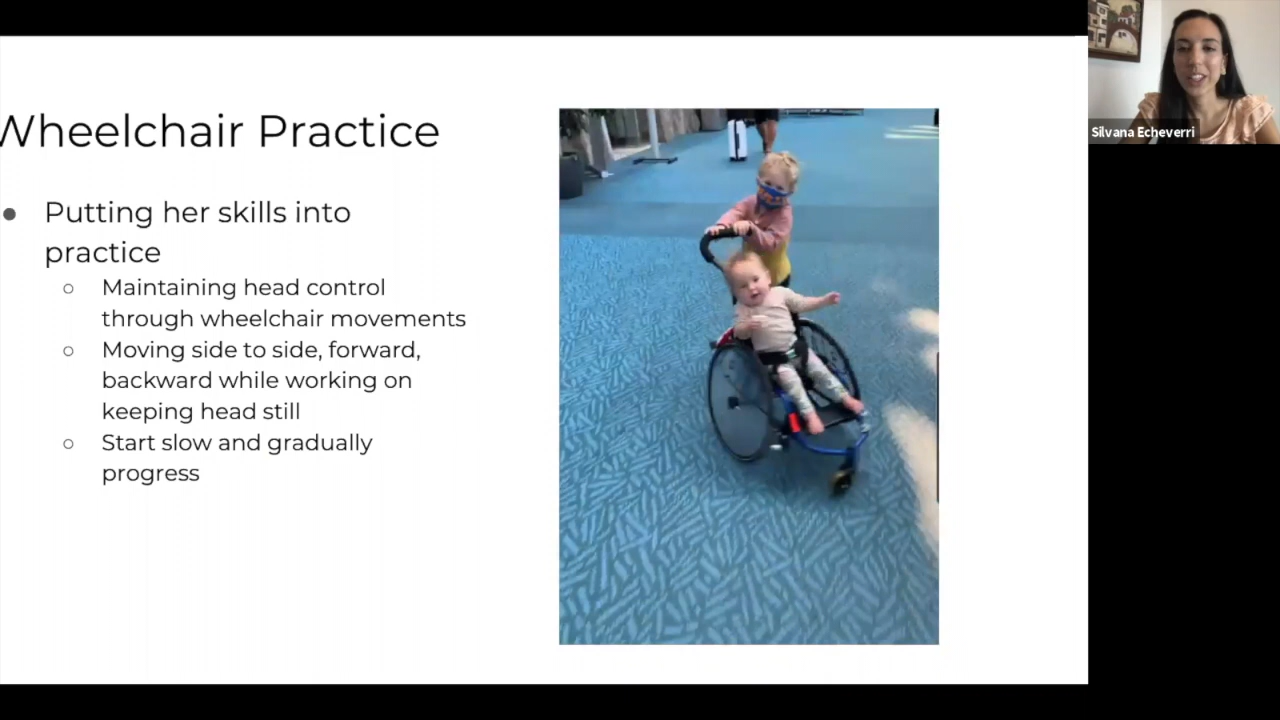 Wheelchair Practice
● Putting her skills into
practice
○ Maintaining head control
through wheelchair movements
○ Moving side to side, forward,
backward while working on
keeping head still
○ Start slow and gradually
progress
Silvana Echeverri